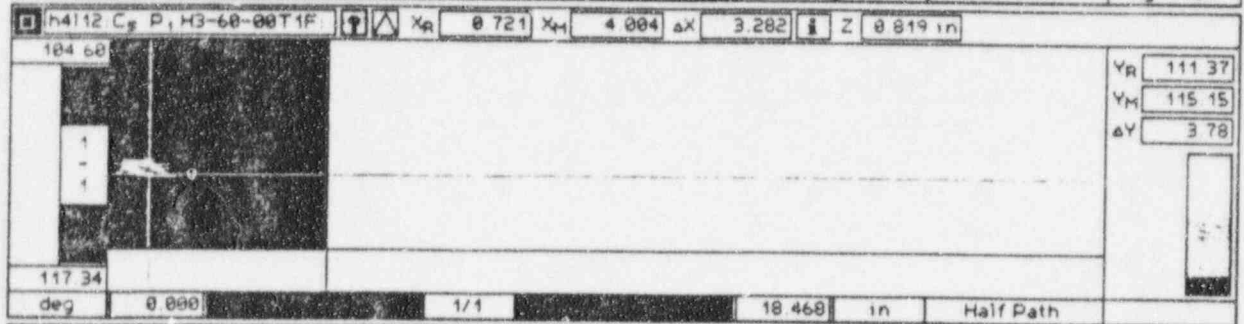 h4112 C P, H3-60-00T1F XR 0.721 XM 4.004 ΔX 3.282 i Z 0.819 in
104.60
YR 111.37
YM 115.15
ΔY 3.78
1
-
1
117.34
deg 0.000 1/1 18.468 in Half Path